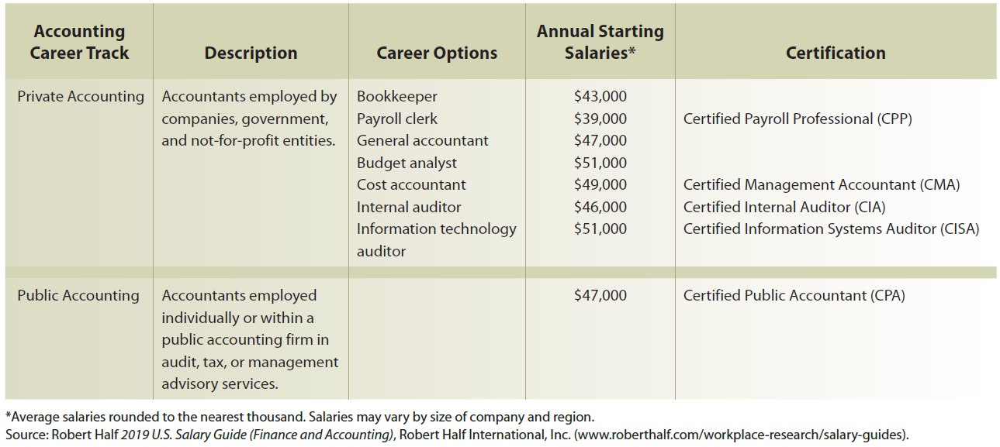 Accounting
Career Track
Description
Career Options
Annual Starting
Salaries*
Certification
Private Accounting
Accountants employed by
companies, government,
and not-for-profit entities.
Bookkeeper
$43,000
Payroll clerk
$39,000
Certified Payroll Professional (CPP)
General accountant
$47,000
Budget analyst
$51,000
Cost accountant
$49,000
Certified Management Accountant (CMA)
Internal auditor
$46,000
Certified Internal Auditor (CIA)
Information technology
auditor
$51,000
Certified Information Systems Auditor (CISA)
Public Accounting
Accountants employed
individually or within a
public accounting firm in
audit, tax, or management
advisory services.
$47,000
Certified Public Accountant (CPA)
*Average salaries rounded to the nearest thousand. Salaries may vary by size of company and region.
Source: Robert Half 2019 U.S. Salary Guide (Finance and Accounting), Robert Half International, Inc. (www.roberthalf.com/workplace-research/salary-guides).